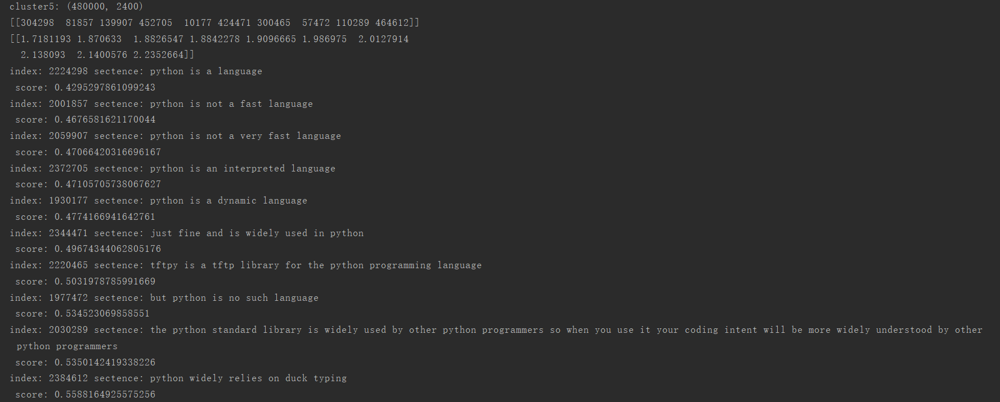 cluster5: (480000, 2400)
[[304298  81857 139907 452705  10177 424471 300465  57472 110289 464612]]
[[1.7181193 1.870633  1.8826547 1.8842278 1.9096665 1.986975  2.0127914
  2.138093  2.1400576 2.2352664]]
index: 2224298 sectence: python is a language
 score: 0.4295297861099243
index: 2001857 sectence: python is not a fast language
 score: 0.4676581621170044
index: 2059907 sectence: python is not a very fast language
 score: 0.47066420316696167
index: 2372705 sectence: python is an interpreted language
 score: 0.47105705738067627
index: 1930177 sectence: python is a dynamic language
 score: 0.4774166941642761
index: 2344471 sectence: just fine and is widely used in python
 score: 0.49674344062805176
index: 2220465 sectence: tftpy is a tftp library for the python programming language
 score: 0.5031978785991669
index: 1977472 sectence: but python is no such language
 score: 0.534523069858551
index: 2030289 sectence: the python standard library is widely used by other python programmers so when you use it your coding intent will be more widely understood by other
 python programmers
 score: 0.5350142419338226
index: 2384612 sectence: python widely relies on duck typing
 score: 0.5588164925575256